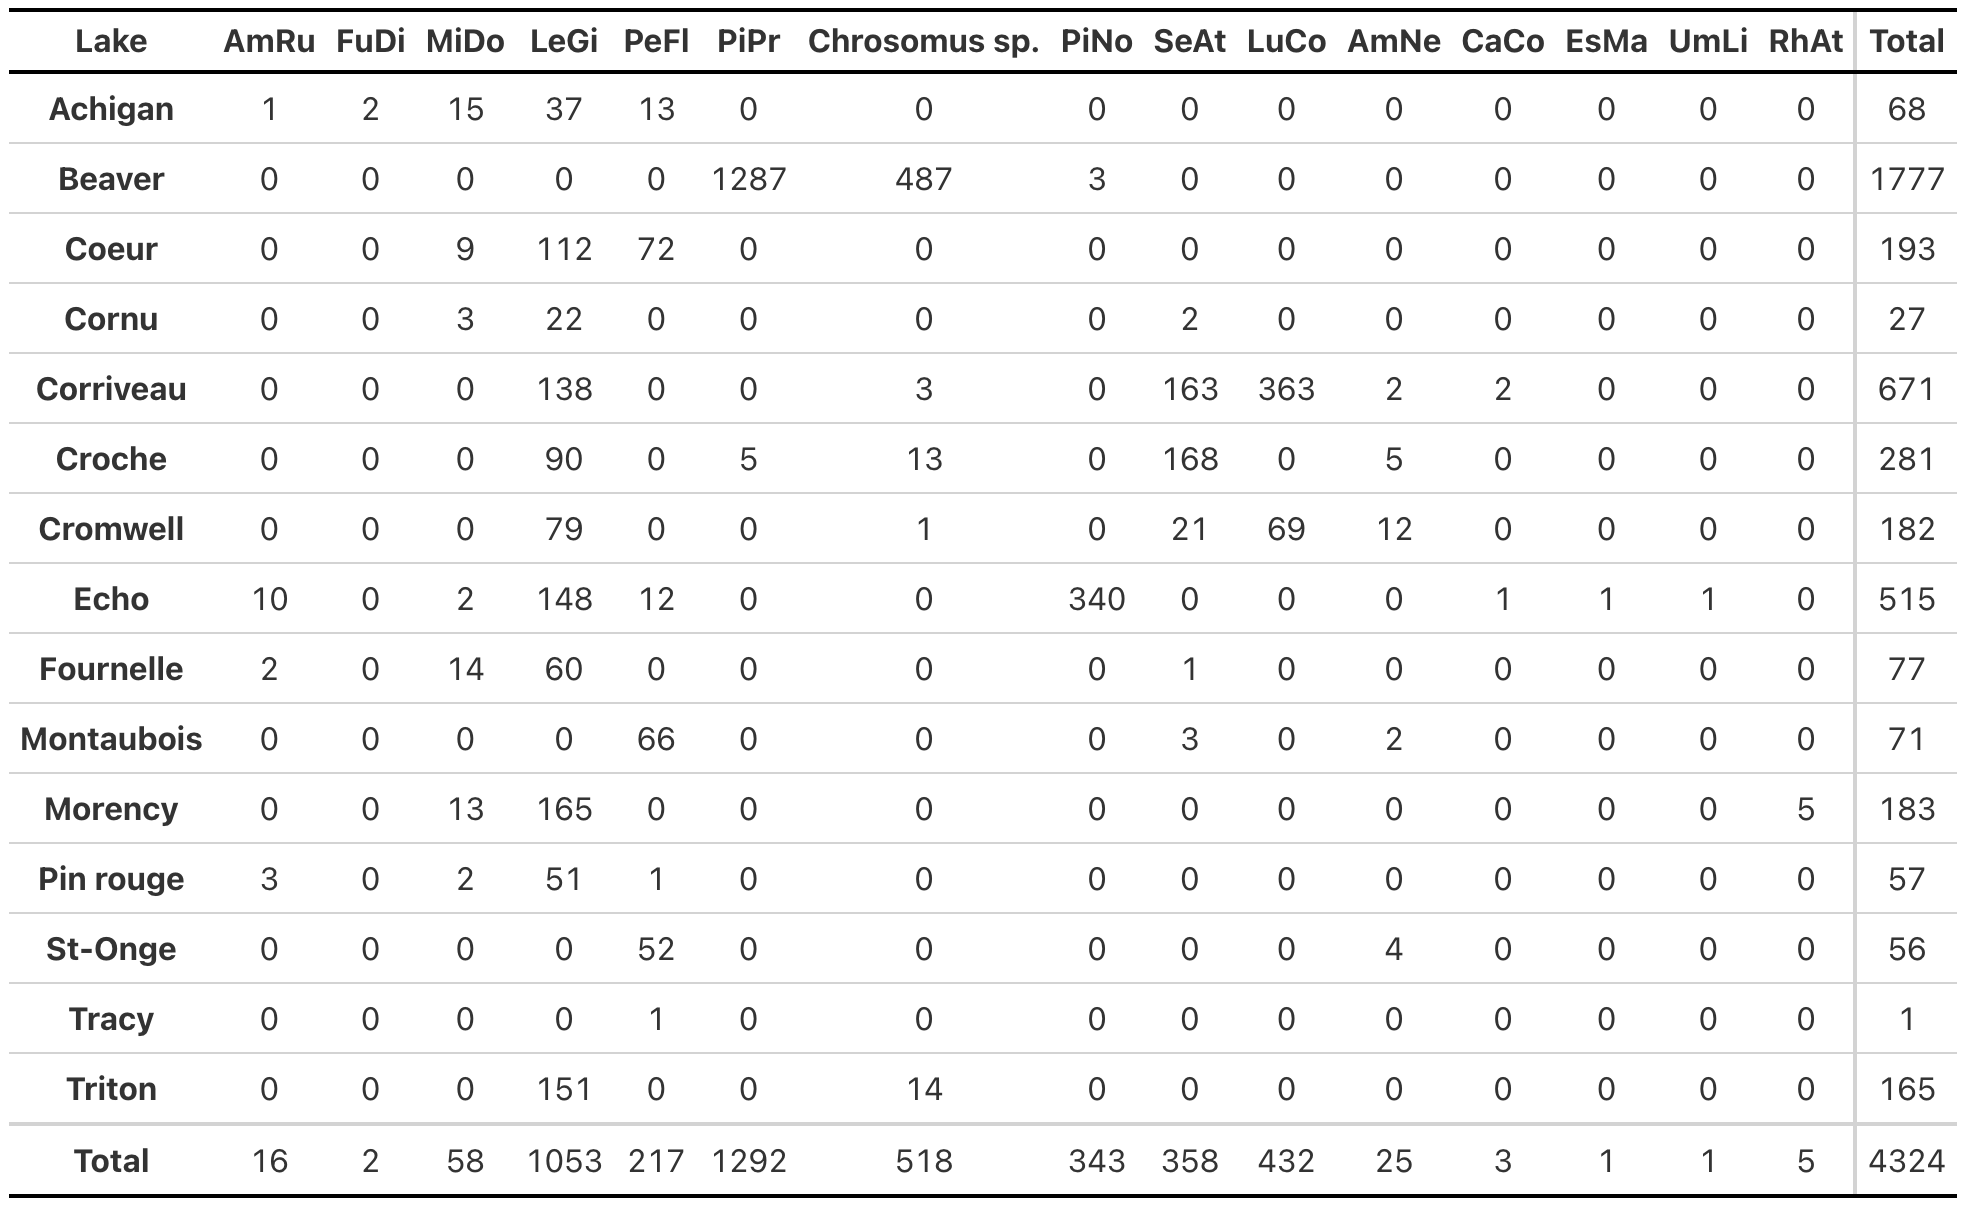 Lake AmRu FuDi MiDo LeGi PeFl PiPr Chrosomus sp. PiNo SeAt LuCo AmNe CaCo EsMa UmLi RhAt Total
Achigan 1 2 15 37 13 0 0 0 0 0 0 0 0 0 0 68
Beaver 0 0 0 0 0 1287 487 3 0 0 0 0 0 0 0 1777
Coeur 0 0 9 112 72 0 0 0 0 0 0 0 0 0 0 193
Cornu 0 0 3 22 0 0 0 0 2 0 0 0 0 0 0 27
Corriveau 0 0 0 138 0 0 3 0 163 363 2 2 0 0 0 671
Croche 0 0 0 90 0 5 13 0 168 0 5 0 0 0 0 281
Cromwell 0 0 0 79 0 0 1 0 21 69 12 0 0 0 0 182
Echo 10 0 2 148 12 0 0 340 0 0 0 1 1 1 0 515
Fournelle 2 0 14 60 0 0 0 0 1 0 0 0 0 0 0 77
Montaubois 0 0 0 0 66 0 0 0 3 0 2 0 0 0 0 71
Morency 0 0 13 165 0 0 0 0 0 0 0 0 0 0 5 183
Pin rouge 3 0 2 51 1 0 0 0 0 0 0 0 0 0 0 57
St-Onge 0 0 0 0 52 0 0 0 0 0 4 0 0 0 0 56
Tracy 0 0 0 0 1 0 0 0 0 0 0 0 0 0 0 1
Triton 0 0 0 151 0 0 14 0 0 0 0 0 0 0 0 165
Total 16 2 58 1053 217 1292 518 343 358 432 25 3 1 1 5 4324